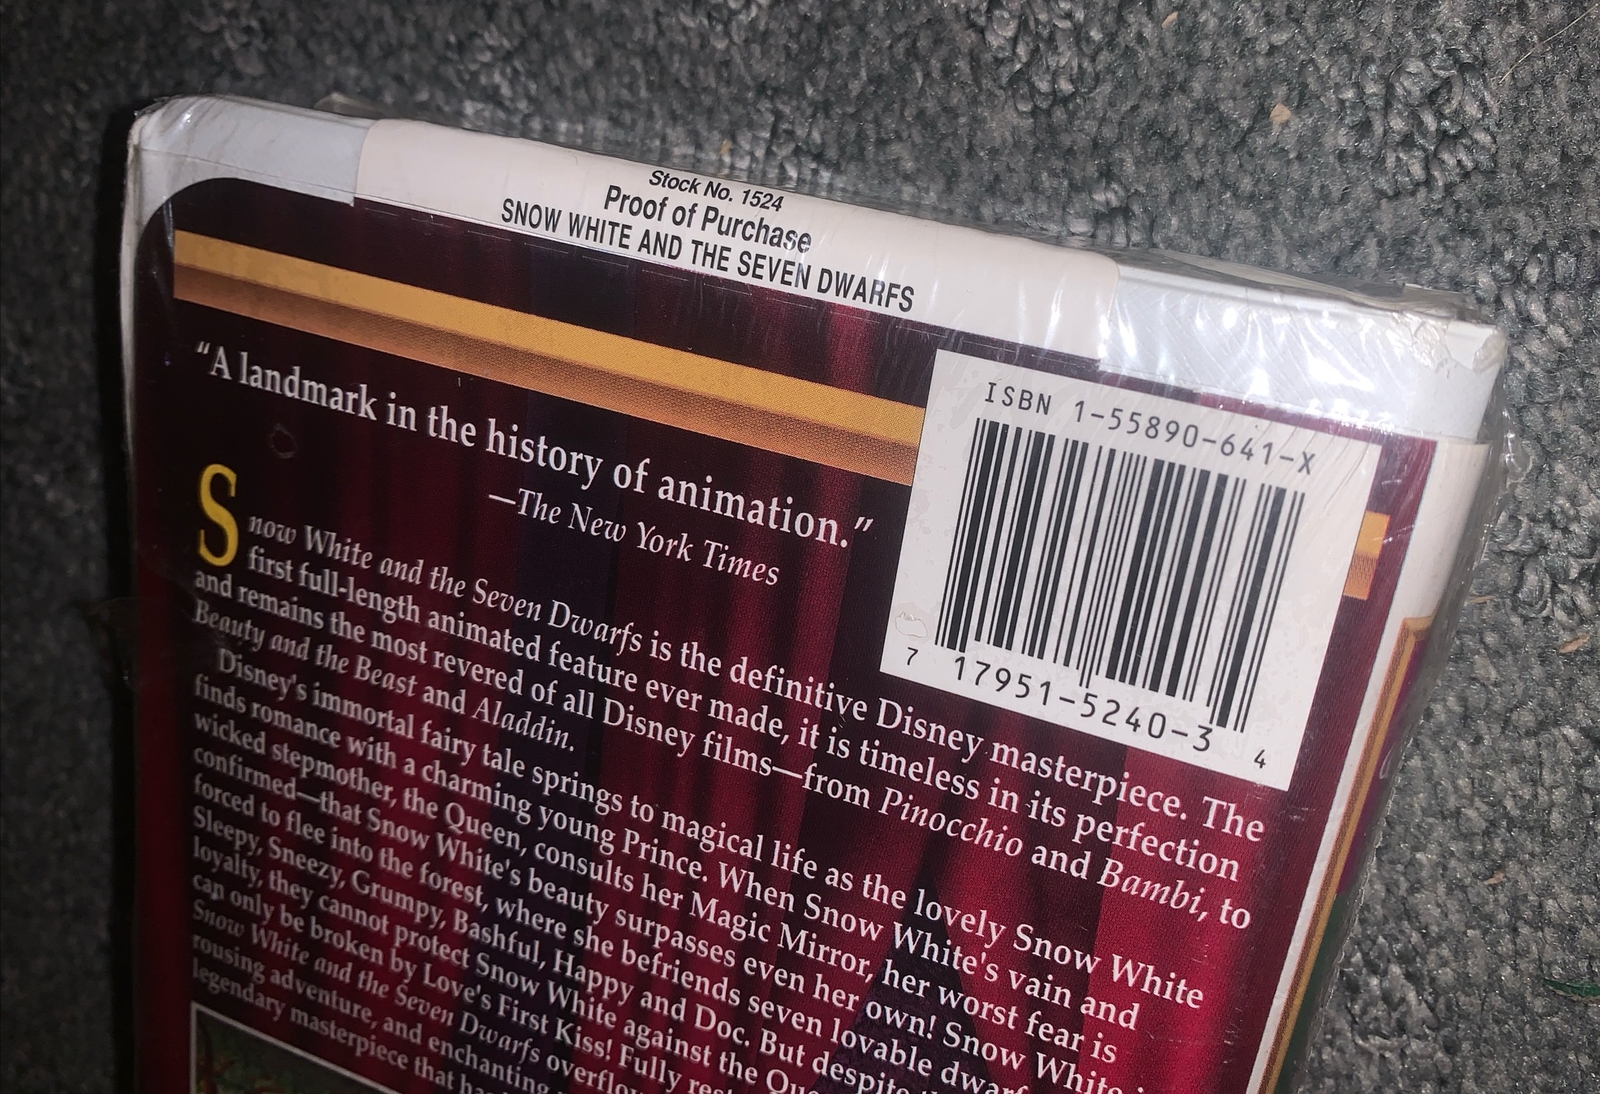 Stock No. 1524
Proof of Purchase
SNOW WHITE AND THE SEVEN DWARFS
ISBN 1-55890-641-X
7 17951-5240-3 4
“A landmark in the history of animation.”
—The New York Times
Snow White and the Seven Dwarfs is the definitive Disney masterpiece. The
first full-length animated feature ever made, it is timeless in its perfection
and remains the most revered of all Disney films—from Pinocchio and Bambi, to
Beauty and the Beast and Aladdin.
Disney's immortal fairy tale springs to magical life as the lovely Snow White
finds romance with a charming young Prince. When Snow White's vain and
wicked stepmother, the Queen, consults her Magic Mirror, her worst fear is
confirmed—that Snow White's beauty surpasses even her own! Snow White
forced to flee into the forest, where she befriends seven lovable
Sleepy, Sneezy, Grumpy, Bashful, Happy and Doc. But despite
loyalty, they cannot protect Snow White against the
can only be broken by Love's First Kiss! Fully
Snow White and the Seven Dwarfs
rousing adventure, and enchanting
legendary masterpiece that